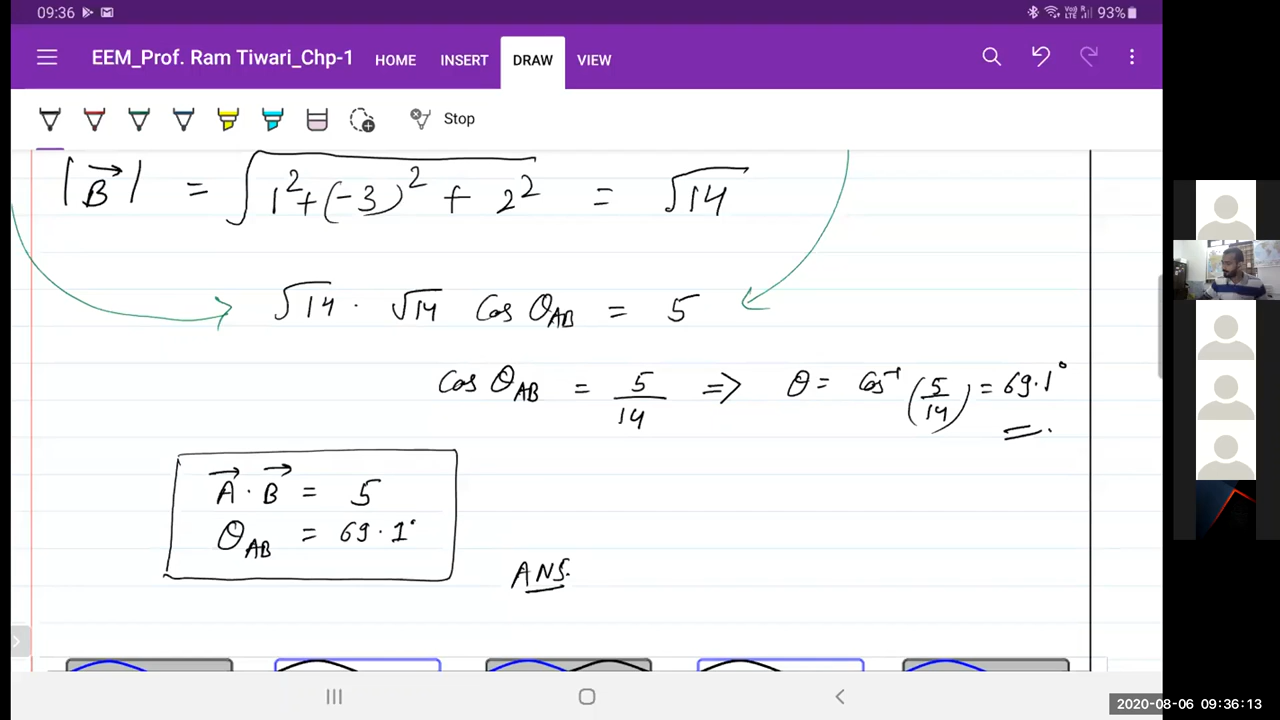 09:36
93%
EEM_Prof. Ram Tiwari_Chp-1 HOME INSERT DRAW VIEW
Stop
|B⃗| = √(1² + (-3)² + 2²) = √14
√14 · √14 Cos θ_AB = 5
Cos θ_AB = 5/14 ⇒ θ = Cos⁻¹ (5/14) = 69.1°
A⃗ · B⃗ = 5
θ_AB = 69.1°
ANS.
2020-08-06 09:36:13